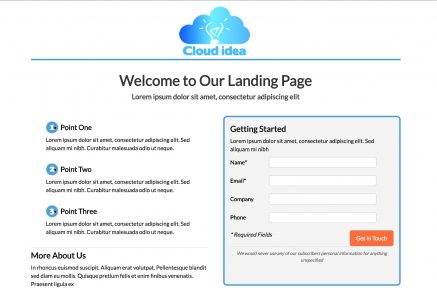 Cloud idea
Welcome to Our Landing Page
Lorem ipsum dolor sit amet, consectetur adipiscing elit
1 Point One
Lorem ipsum dolor sit amet, consectetur adipiscing elit. Sed
aliquam mi nibh. Curabitur malesuada odio ut neque.
2 Point Two
Lorem ipsum dolor sit amet, consectetur adipiscing elit. Sed
aliquam mi nibh. Curabitur malesuada odio ut neque.
3 Point Three
Lorem ipsum dolor sit amet, consectetur adipiscing elit. Sed
aliquam mi nibh. Curabitur malesuada odio ut neque.
More About Us
In rhoncus euismod suscipit. Aliquam erat volutpat. Pellentesque blandit
sed diam eu mollis. Quisque pretium felis et enim finibus venenatis.
Praesent ligula ex
Getting Started
Lorem ipsum dolor sit amet, consectetur adipiscing elit. Sed
aliquam mi nibh
Name*
Email*
Company
Phone
* Required Fields
Get In Touch
We would never use any of our subscribers personal information for anything
unspecified